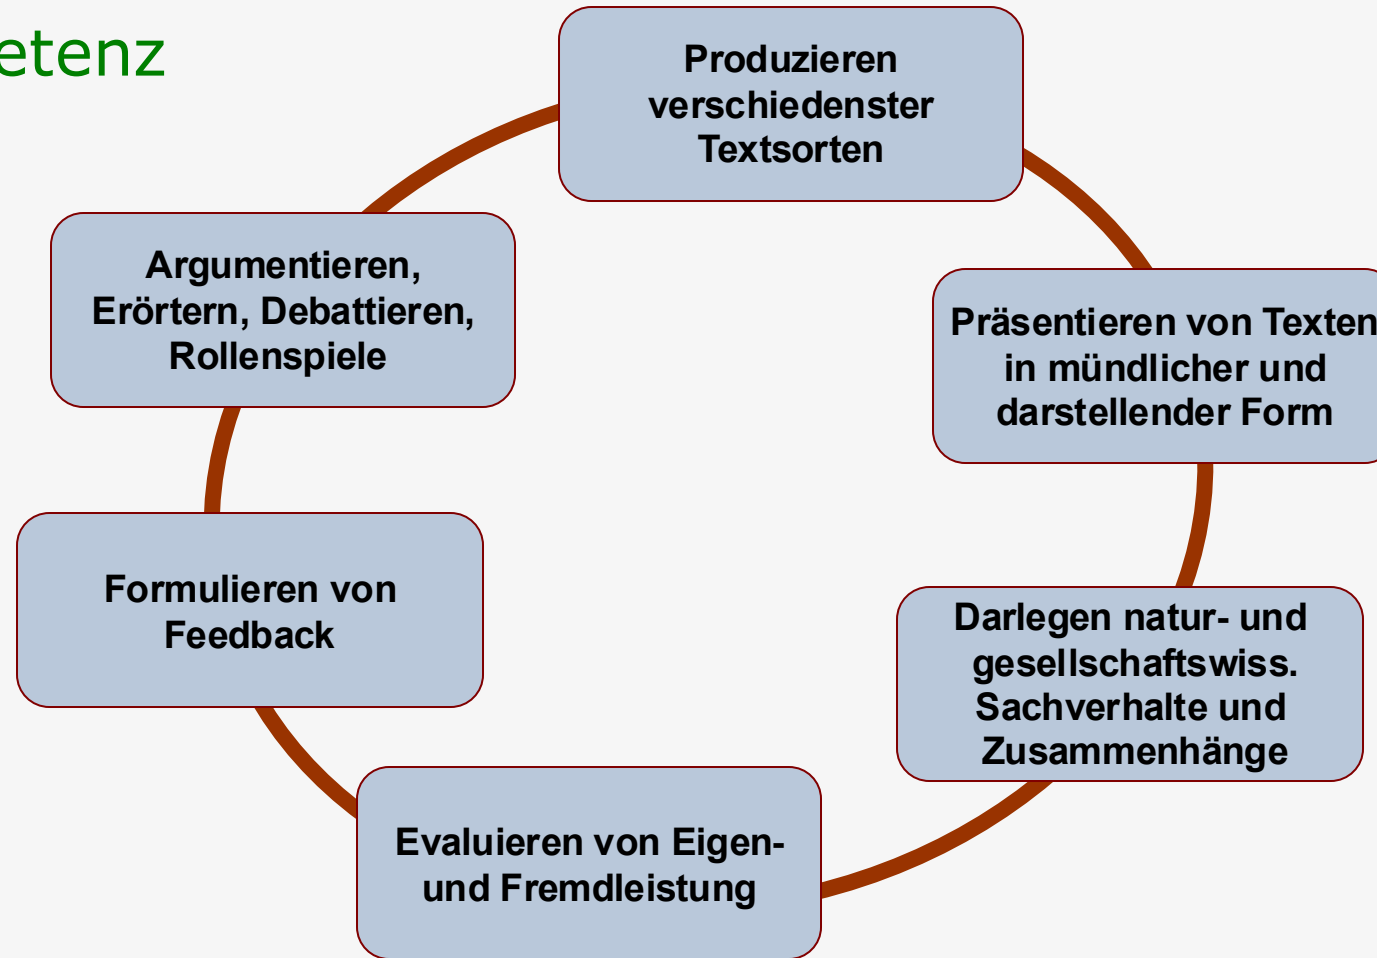 etenz
Produzieren
verschiedenster
Textsorten
Argumentieren,
Erörtern, Debattieren,
Rollenspiele
Präsentieren von Texten
in mündlicher und
darstellender Form
Formulieren von
Feedback
Darlegen natur- und
gesellschaftswiss.
Sachverhalte und
Zusammenhänge
Evaluieren von Eigen-
und Fremdleistung